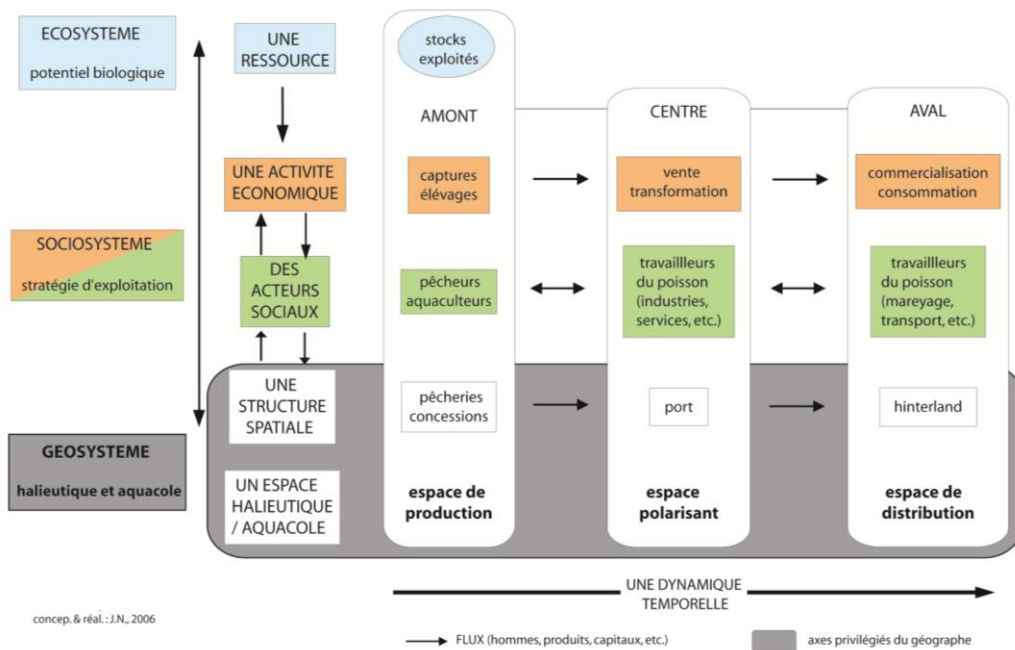 ECOSYSTEME
potentiel biologique
UNE
RESSOURCE
stocks
exploités
AMONT
CENTRE
AVAL
UNE ACTIVITE
ECONOMIQUE
captures
élévages
vente
transformation
commercialisation
consommation
SOCIOSYSTEME
stratégie d'exploitation
DES
ACTEURS
SOCIAUX
pêcheurs
aquaculteurs
travaillleurs
du poisson
(industries,
services, etc.)
travaillleurs
du poisson
(mareyage,
transport, etc.)
UNE
STRUCTURE
SPATIALE
pêcheries
concessions
port
hinterland
GEOSYSTEME
halieutique et aquacole
UN ESPACE
HALIEUTIQUE
/ AQUACOLE
espace de
production
espace
polarisant
espace de
distribution
UNE DYNAMIQUE
TEMPORELLE
concep. & réal. : J.N., 2006
FLUX (hommes, produits, capitaux, etc.)
axes privilégiés du géographe